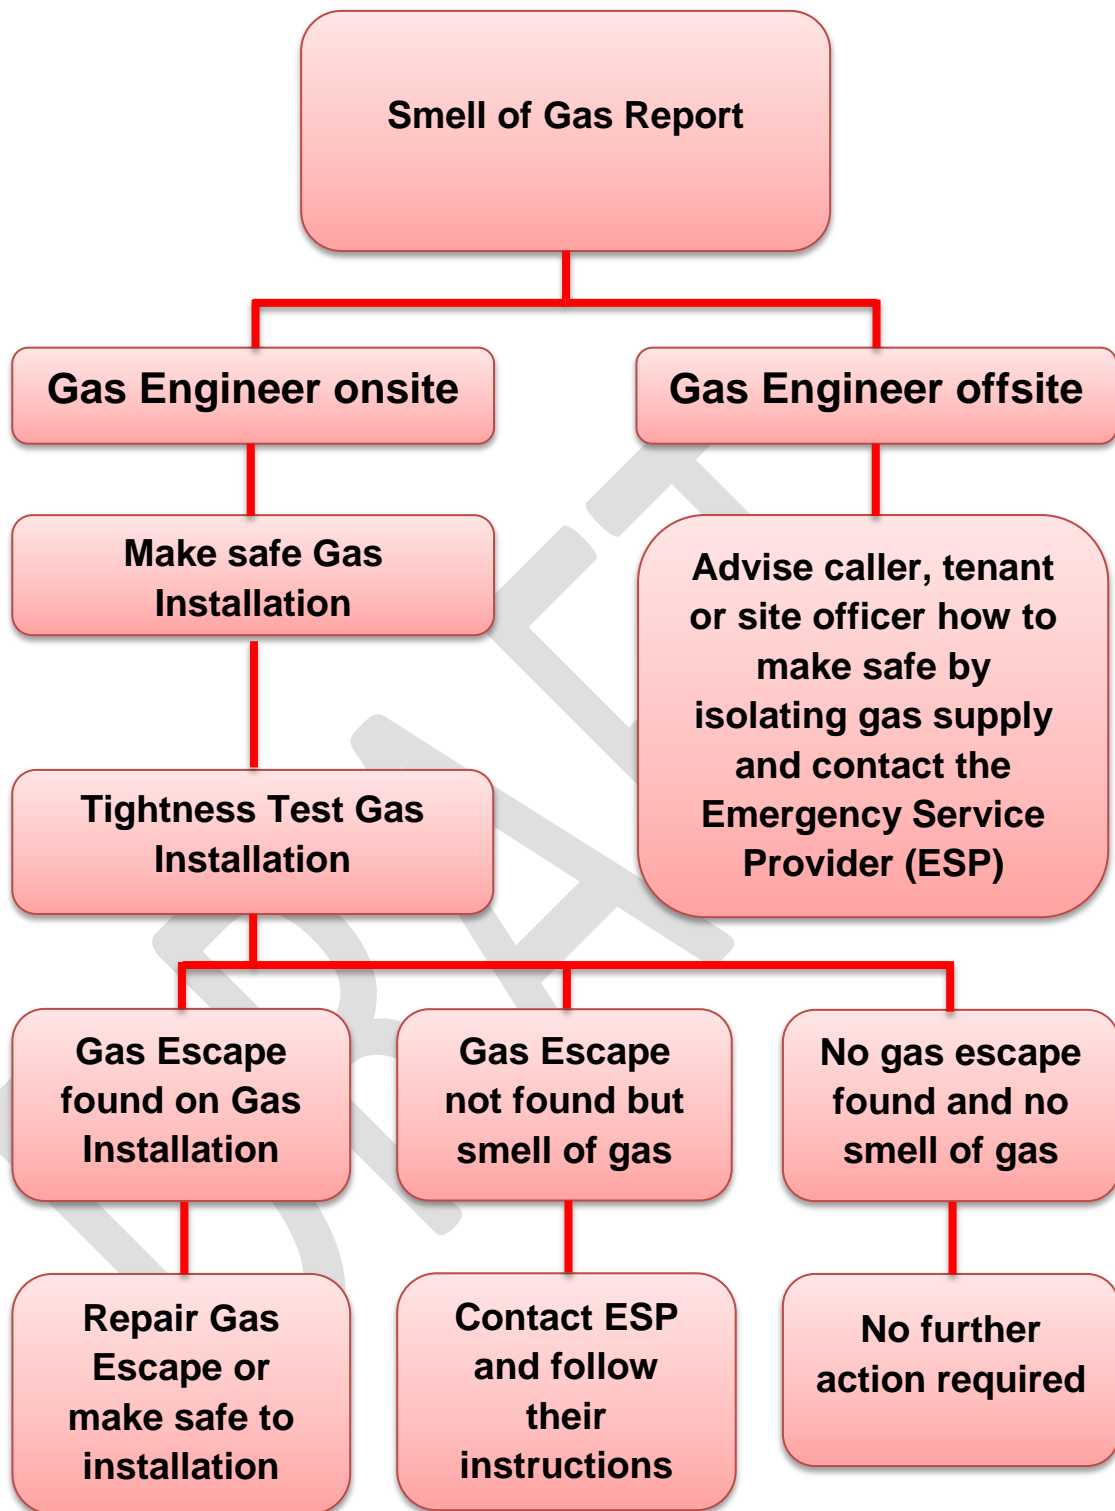 Smell of Gas Report
Gas Engineer onsite
Gas Engineer offsite
Make safe Gas
Installation
Advise caller, tenant
or site officer how to
make safe by
isolating gas supply
and contact the
Emergency Service
Provider (ESP)
Tightness Test Gas
Installation
Gas Escape
found on Gas
Installation
Gas Escape
not found but
smell of gas
No gas escape
found and no
smell of gas
Repair Gas
Escape or
make safe to
installation
Contact ESP
and follow
their
instructions
No further
action required
DRAFT